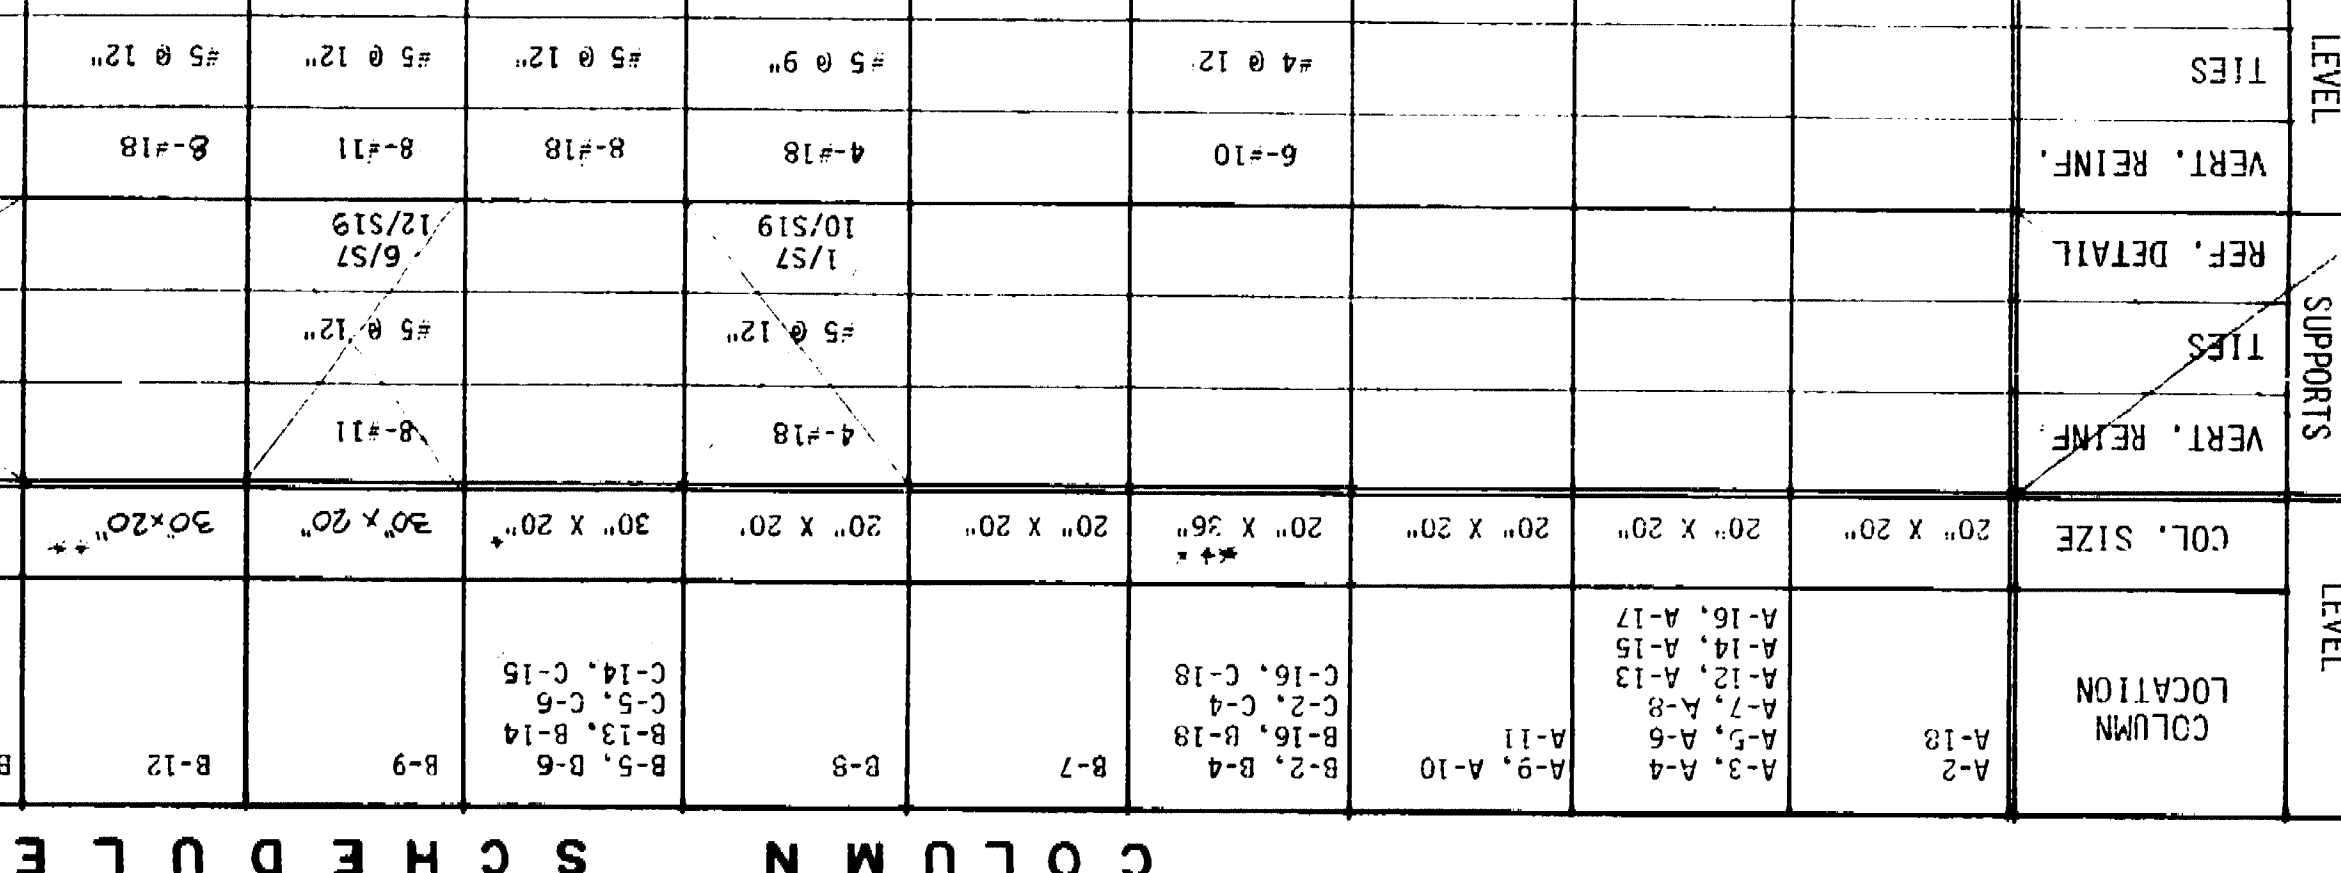 COLUMN SCHEDULE
LEVEL
COLUMN
LOCATION
A-2
A-18
A-3, A-4
A-5, A-6
A-7, A-8
A-12, A-13
A-14, A-15
A-16, A-17
A-9, A-10
A-11
B-2, B-4
B-16, B-18
C-2, C-4
C-16, C-18
B-7
B-8
B-5, B-6
B-13, B-14
C-5, C-6
C-14, C-15
B-9
B-12
B
COL. SIZE
20" X 20"
20" X 20"
20" X 20"
***
20" X 36"
20" X 20"
20" X 20"
30" X 20"*
30" X 20"
30"x20" **
SUPPORTS
VERT. REINF
4-#18
8-#11
TIES
#5 @ 12"
#5 @ 12"
REF. DETAIL
1/S7
10/S19
6/S7
12/S19
LEVEL
VERT. REINF.
6-#10
4-#18
8-#18
8-#11
8-#18
TIES
#4 @ 12"
#5 @ 9"
#5 @ 12"
#5 @ 12"
#5 @ 12"